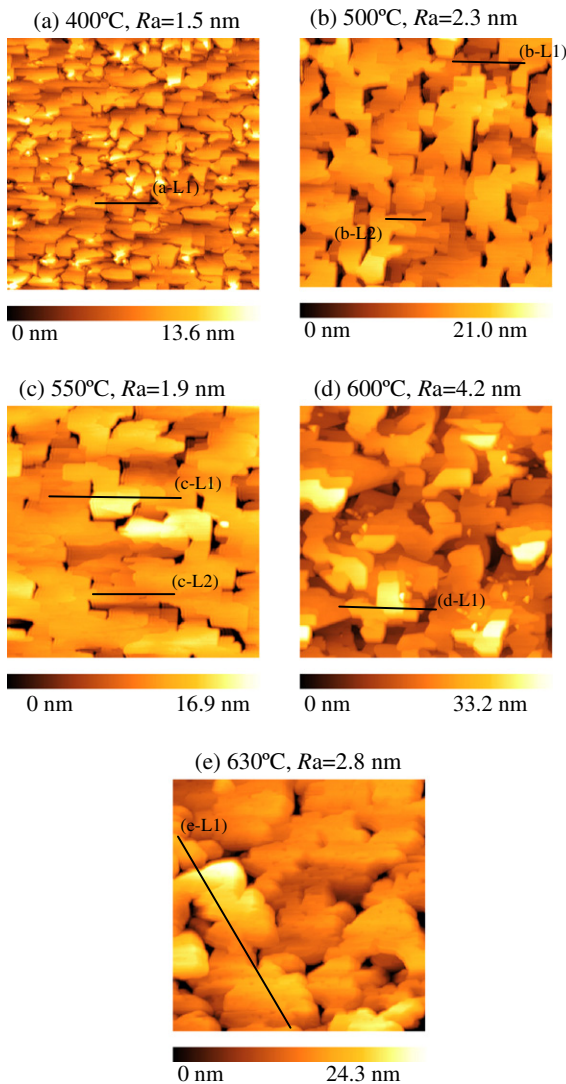 (a) 400ºC, Ra=1.5 nm
(b) 500ºC, Ra=2.3 nm
(b-L1)
(a-L1)
(b-L2)
0 nm 13.6 nm
0 nm 21.0 nm
(c) 550ºC, Ra=1.9 nm
(d) 600ºC, Ra=4.2 nm
(c-L1)
(c-L2)
(d-L1)
0 nm 16.9 nm
0 nm 33.2 nm
(e) 630ºC, Ra=2.8 nm
(e-L1)
0 nm 24.3 nm